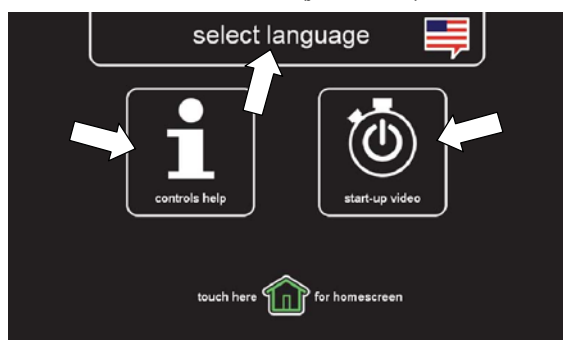 select language
controls help
start-up video
touch here for homescreen